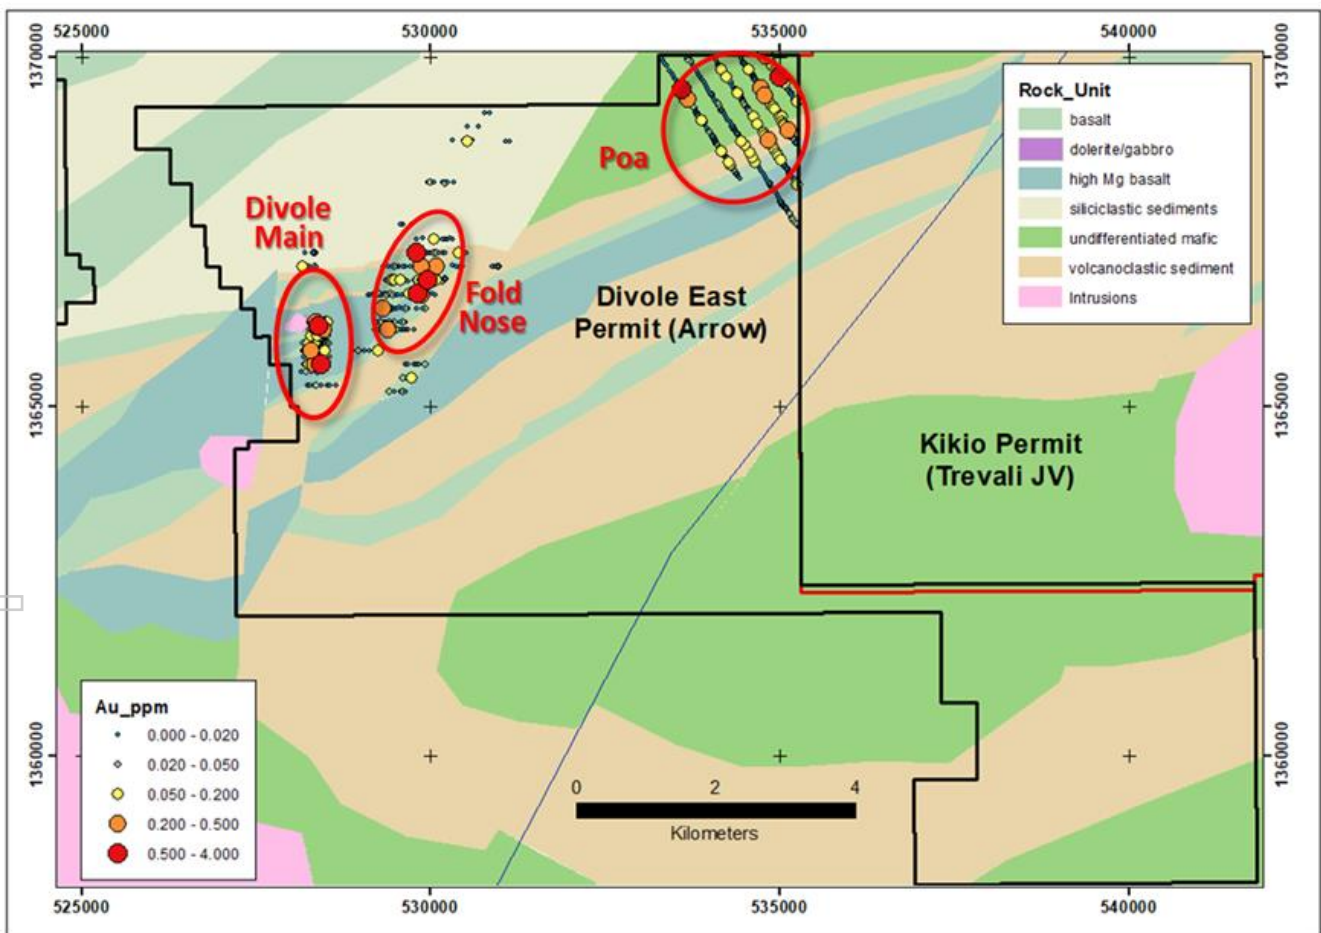 525000 530000 535000 540000
1370000 1370000
Rock_Unit
basalt
dolerite/gabbro
high Mg basalt
siliciclastic sediments
undifferentiated mafic
volcanoclastic sediment
Intrusions
Poa
Divole
Main
Fold
Nose
Divole East
Permit (Arrow)
1365000 1365000
Kikio Permit
(Trevali JV)
Au_ppm
0.000 - 0.020
0.020 - 0.050
0.050 - 0.200
0.200 - 0.500
0.500 - 4.000
1360000 1360000
0 2 4
Kilometers
525000 530000 535000 540000